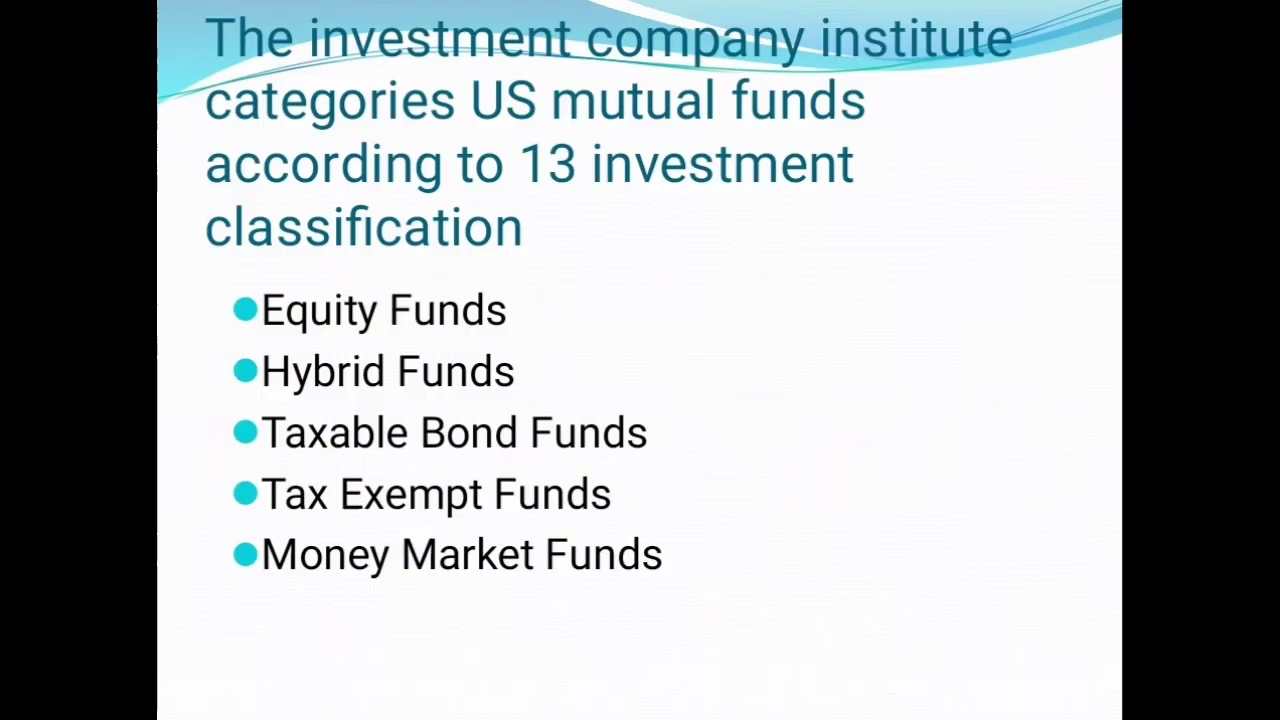 The investment company institute
categories US mutual funds
according to 13 investment
classification
Equity Funds
Hybrid Funds
Taxable Bond Funds
Tax Exempt Funds
Money Market Funds